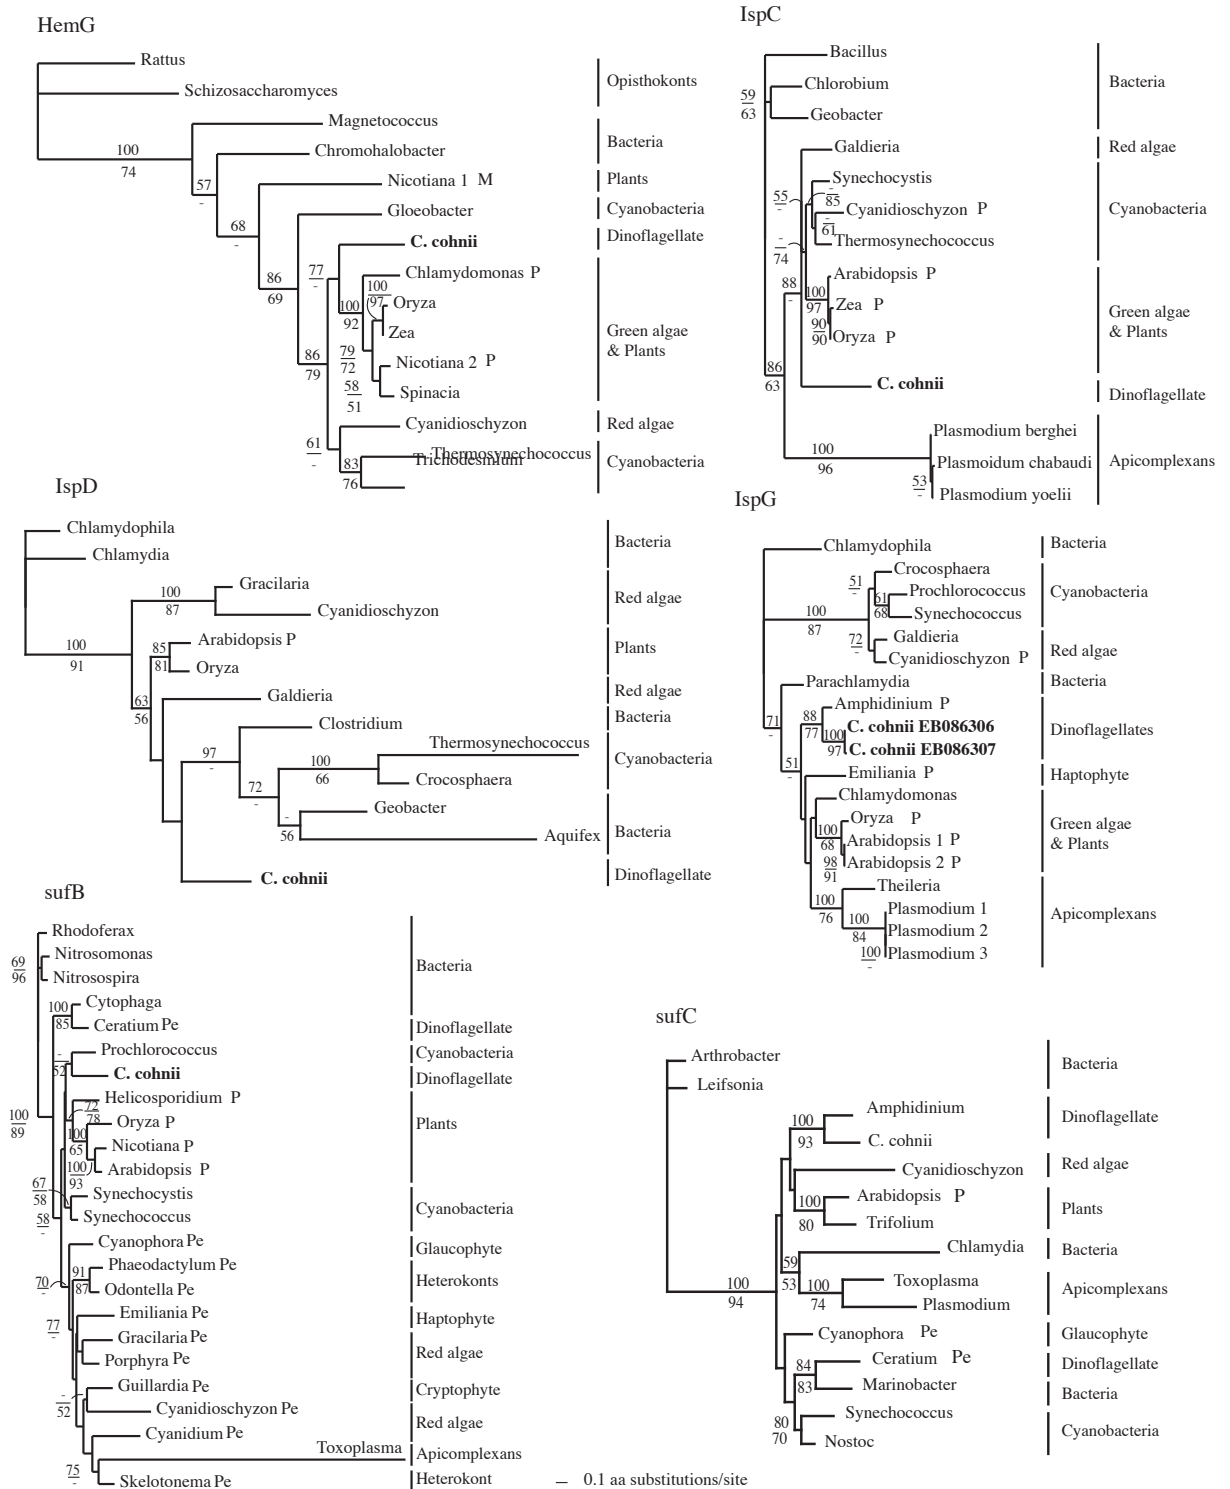 HemG
Rattus
Schizosaccharomyces
Opisthokonts
Magnetococcus
100
74
Chromohalobacter
Bacteria
57
-
Nicotiana 1 M
Plants
68
-
Gloeobacter
Cyanobacteria
C. cohnii
Dinoflagellate
86
69
77
-
Chlamydomonas P
100
97
Oryza
100
92
Zea
Green algae
& Plants
86
79
79
72
Nicotiana 2 P
58
51
Spinacia
Cyanidioschyzon
Red algae
61
-
Thermosynechococcus
Trichodesmium
83
76
Cyanobacteria
IspC
Bacillus
Chlorobium
Bacteria
59
63
Geobacter
Galdieria
Red algae
Synechocystis
55
-
-
85
Cyanidioschyzon P
Cyanobacteria
-
61
Thermosynechococcus
-
74
88
-
Arabidopsis P
100
97
Zea P
Green algae
& Plants
90
90
Oryza P
86
63
C. cohnii
Dinoflagellate
Plasmodium berghei
100
96
Plasmoidum chabaudi
Apicomplexans
53
-
Plasmodium yoelii
IspD
Chlamydophila
Bacteria
Chlamydia
100
87
Gracilaria
Red algae
Cyanidioschyzon
100
91
Arabidopsis P
Plants
85
81
Oryza
63
56
Galdieria
Red algae
Clostridium
Bacteria
97
-
Thermosynechococcus
Cyanobacteria
100
66
Crocosphaera
72
-
Geobacter
-
56
Aquifex
Bacteria
C. cohnii
Dinoflagellate
IspG
Chlamydophila
Bacteria
Crocosphaera
51
-
Prochlorococcus
Cyanobacteria
61
68
Synechococcus
100
87
Galdieria
72
-
Cyanidioschyzon P
Red algae
Parachlamydia
Bacteria
Amphidinium P
71
-
88
77
C. cohnii EB086306
Dinoflagellates
100
97
C. cohnii EB086307
51
-
Emiliania P
Haptophyte
Chlamydomonas
Oryza P
Green algae
& Plants
100
68
Arabidopsis 1 P
98
91
Arabidopsis 2 P
Theileria
100
76
Plasmodium 1
Apicomplexans
100
84
Plasmodium 2
100
-
Plasmodium 3
sufB
Rhodoferax
Nitrosomonas
69
96
Bacteria
Nitrosospira
Cytophaga
100
85
Ceratium Pe
Dinoflagellate
Prochlorococcus
Cyanobacteria
-
52
C. cohnii
Dinoflagellate
Helicosporidium P
100
89
72
78
Oryza P
Plants
100
65
Nicotiana P
100
93
Arabidopsis P
67
58
Synechocystis
Cyanobacteria
58
-
Synechococcus
Cyanophora Pe
Glaucophyte
Phaeodactylum Pe
70
-
91
87
Heterokonts
Odontella Pe
Emiliania Pe
Haptophyte
77
-
Gracilaria Pe
Red algae
Porphyra Pe
Guillardia Pe
Cryptophyte
-
52
Cyanidioschyzon Pe
Red algae
Cyanidium Pe
Toxoplasma
Apicomplexans
75
-
Skelotonema Pe
Heterokont
sufC
Arthrobacter
Bacteria
Leifsonia
Amphidinium
Dinoflagellate
100
93
C. cohnii
Cyanidioschyzon
Red algae
Arabidopsis P
100
80
Plants
Trifolium
Chlamydia
Bacteria
59
53
Toxoplasma
Apicomplexans
100
94
100
74
Plasmodium
Cyanophora Pe
Glaucophyte
Ceratium Pe
Dinoflagellate
84
83
Marinobacter
Bacteria
Synechococcus
80
70
Cyanobacteria
Nostoc
0.1 aa substitutions/site